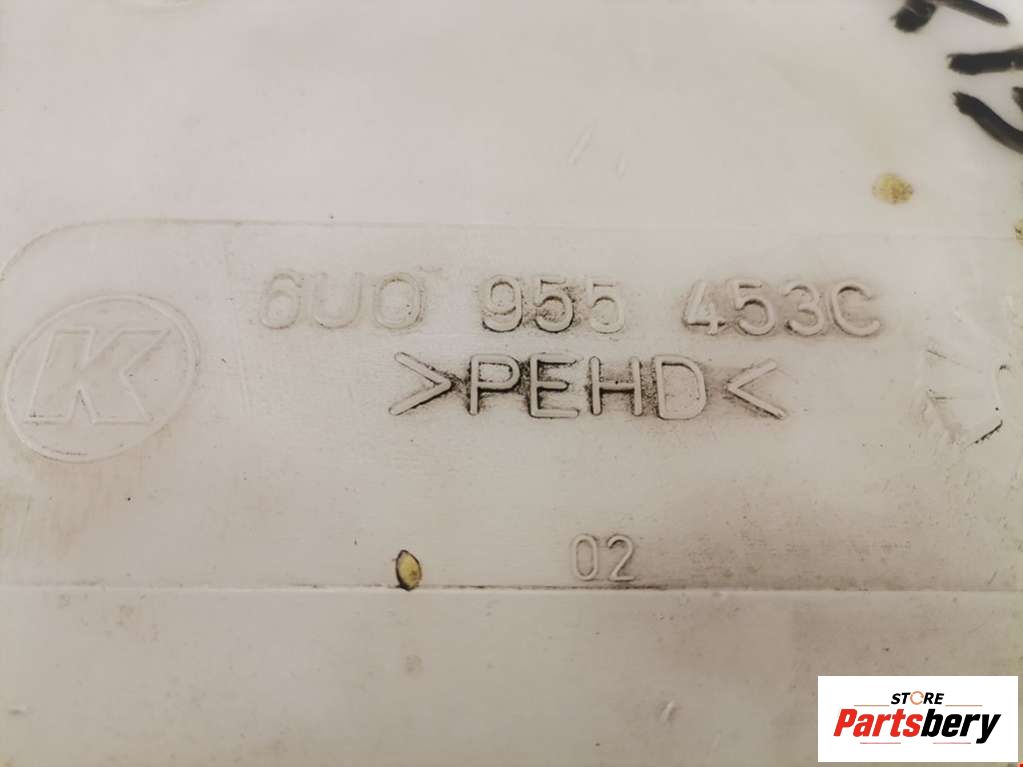 6U0 955 453C
K
>PEHD<
02
STORE
Partsbery